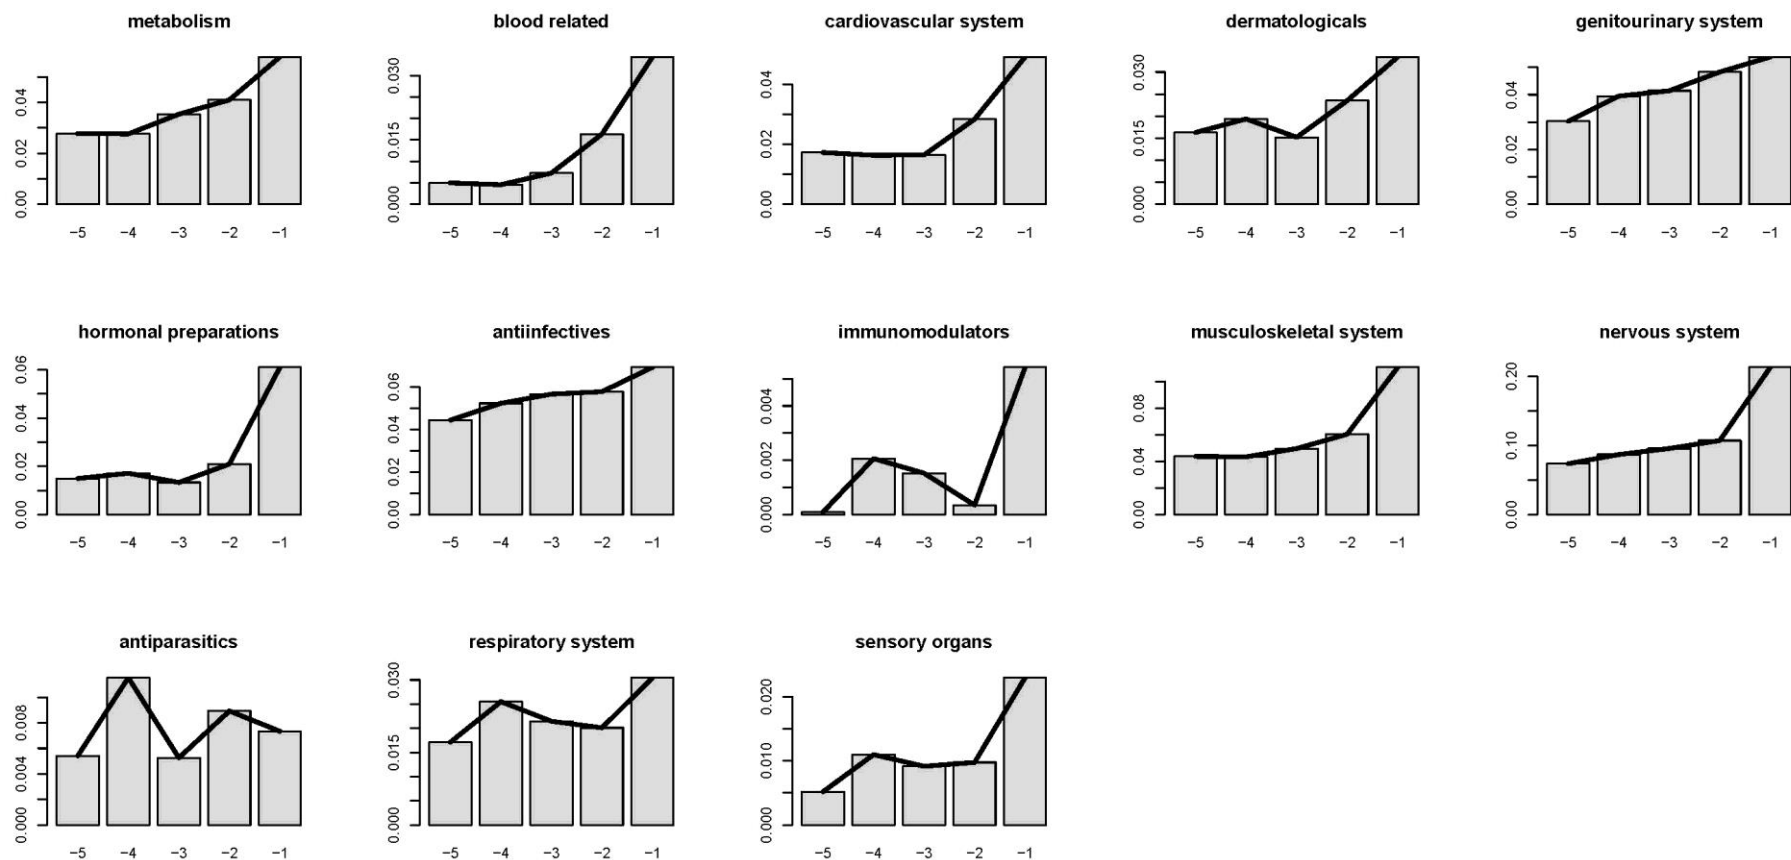 metabolism
0.04
0.02
0.00
−5 −4 −3 −2 −1
blood related
0.030
0.015
0.000
−5 −4 −3 −2 −1
cardiovascular system
0.04
0.02
0.00
−5 −4 −3 −2 −1
dermatologicals
0.030
0.015
0.000
−5 −4 −3 −2 −1
genitourinary system
0.04
0.02
0.00
−5 −4 −3 −2 −1
hormonal preparations
0.06
0.04
0.02
0.00
−5 −4 −3 −2 −1
antiinfectives
0.06
0.04
0.02
0.00
−5 −4 −3 −2 −1
immunomodulators
0.004
0.002
0.000
−5 −4 −3 −2 −1
musculoskeletal system
0.08
0.04
0.00
−5 −4 −3 −2 −1
nervous system
0.20
0.10
0.00
−5 −4 −3 −2 −1
antiparasitics
0.008
0.004
0.000
−5 −4 −3 −2 −1
respiratory system
0.030
0.015
0.000
−5 −4 −3 −2 −1
sensory organs
0.020
0.010
0.000
−5 −4 −3 −2 −1